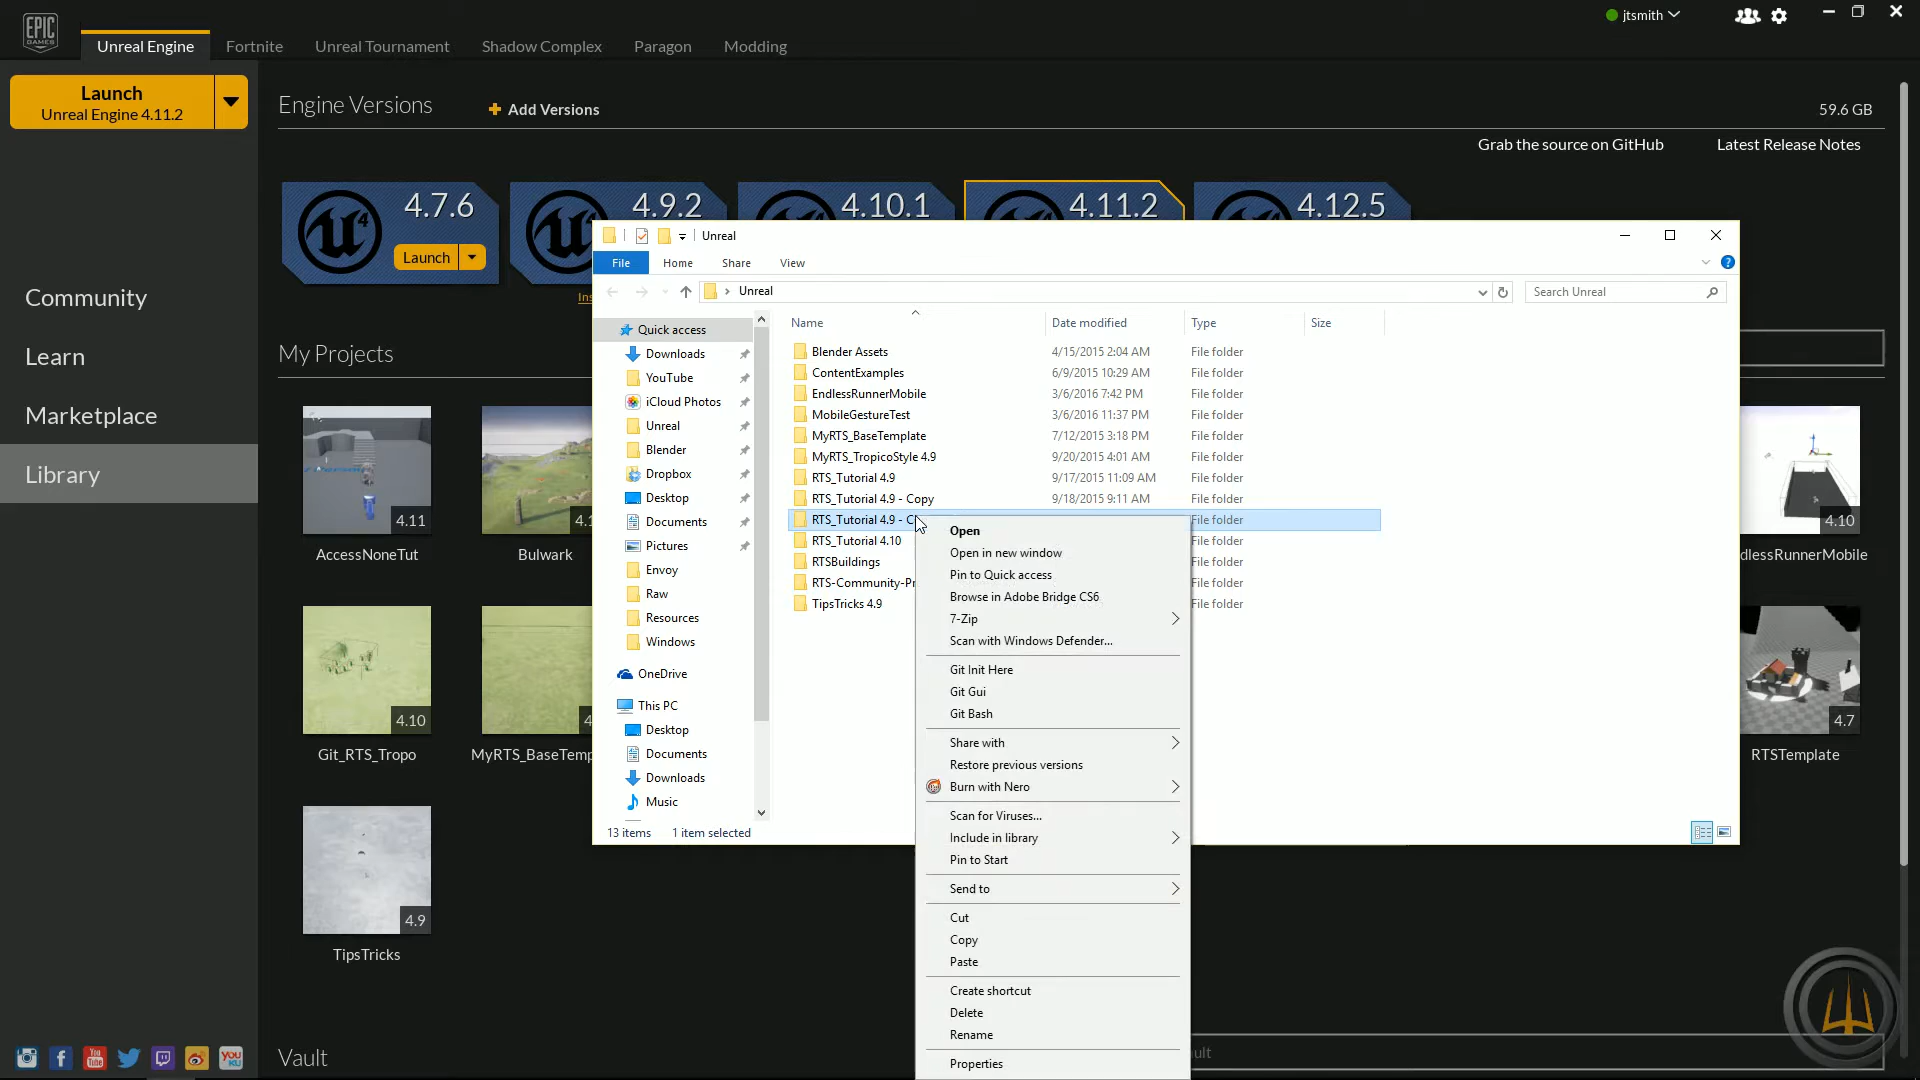 EPIC GAMES
Unreal Engine
Fortnite
Unreal Tournament
Shadow Complex
Paragon
Modding
jtsmith
Launch
Unreal Engine 4.11.2
Community
Learn
Marketplace
Library
Engine Versions
Add Versions
59.6 GB
Grab the source on GitHub
Latest Release Notes
4.7.6
Launch
4.9.2
4.10.1
4.11.2
4.12.5
My Projects
4.11
AccessNoneTut
Bulwark
4.10
dlessRunnerMobile
4.10
Git_RTS_Tropo
MyRTS_BaseTemp
4.7
RTSTemplate
4.9
TipsTricks
Vault
Unreal
File
Home
Share
View
Unreal
Search Unreal
Quick access
Downloads
YouTube
iCloud Photos
Unreal
Blender
Dropbox
Desktop
Documents
Pictures
Envoy
Raw
Resources
Windows
OneDrive
This PC
Desktop
Documents
Downloads
Music
Name Date modified Type Size
Blender Assets 4/15/2015 2:04 AM File folder
ContentExamples 6/9/2015 10:29 AM File folder
EndlessRunnerMobile 3/6/2016 7:42 PM File folder
MobileGestureTest 3/6/2016 11:37 PM File folder
MyRTS_BaseTemplate 7/12/2015 3:18 PM File folder
MyRTS_TropicoStyle 4.9 9/20/2015 4:01 AM File folder
RTS_Tutorial 4.9 9/17/2015 11:09 AM File folder
RTS_Tutorial 4.9 - Copy 9/18/2015 9:11 AM File folder
RTS_Tutorial 4.9 - C File folder
RTS_Tutorial 4.10 File folder
RTSBuildings File folder
RTS-Community-Pr File folder
TipsTricks 4.9 File folder
13 items 1 item selected
Open
Open in new window
Pin to Quick access
Browse in Adobe Bridge CS6
7-Zip
Scan with Windows Defender...
Git Init Here
Git Gui
Git Bash
Share with
Restore previous versions
Burn with Nero
Scan for Viruses...
Include in library
Pin to Start
Send to
Cut
Copy
Paste
Create shortcut
Delete
Rename
Properties